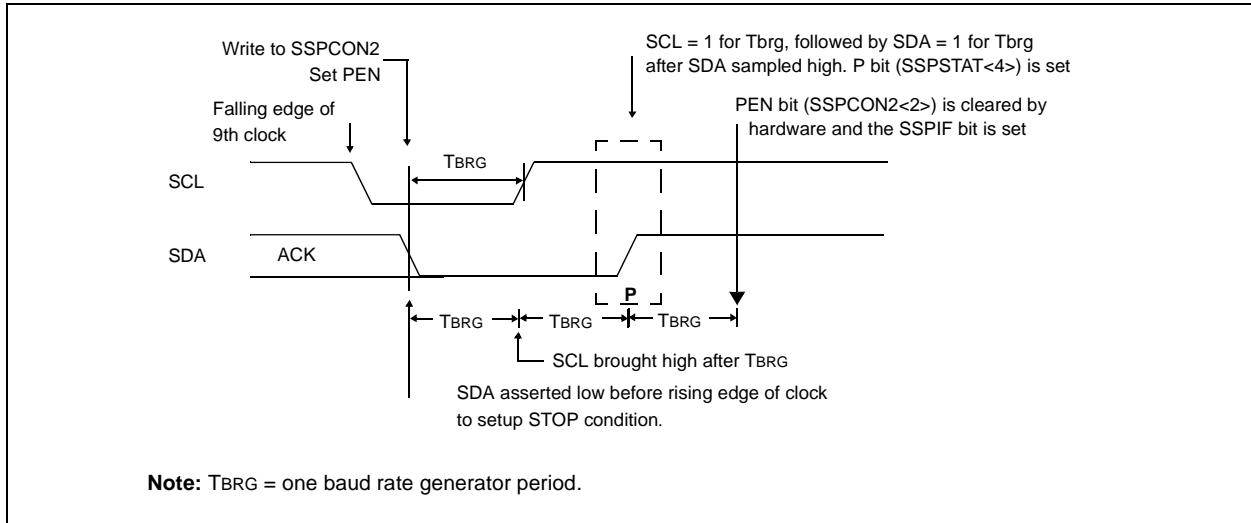 Write to SSPCON2
Set PEN
SCL = 1 for Tbrg, followed by SDA = 1 for Tbrg
after SDA sampled high. P bit (SSPSTAT<4>) is set
Falling edge of
9th clock
PEN bit (SSPCON2<2>) is cleared by
hardware and the SSPIF bit is set
TBRG
SCL
SDA
ACK
P
TBRG
TBRG
TBRG
SCL brought high after TBRG
SDA asserted low before rising edge of clock
to setup STOP condition.
Note: TBRG = one baud rate generator period.